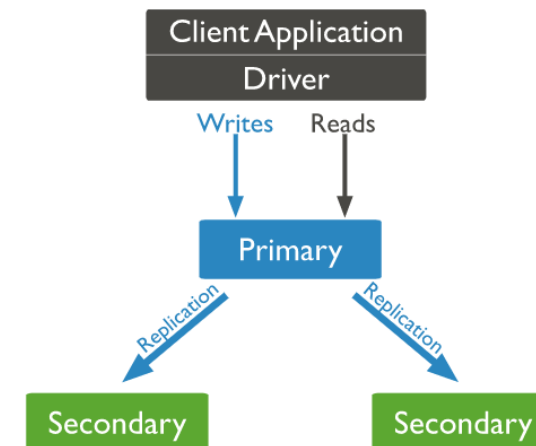 Client Application
Driver
Writes Reads
Primary
Replication Replication
Secondary Secondary